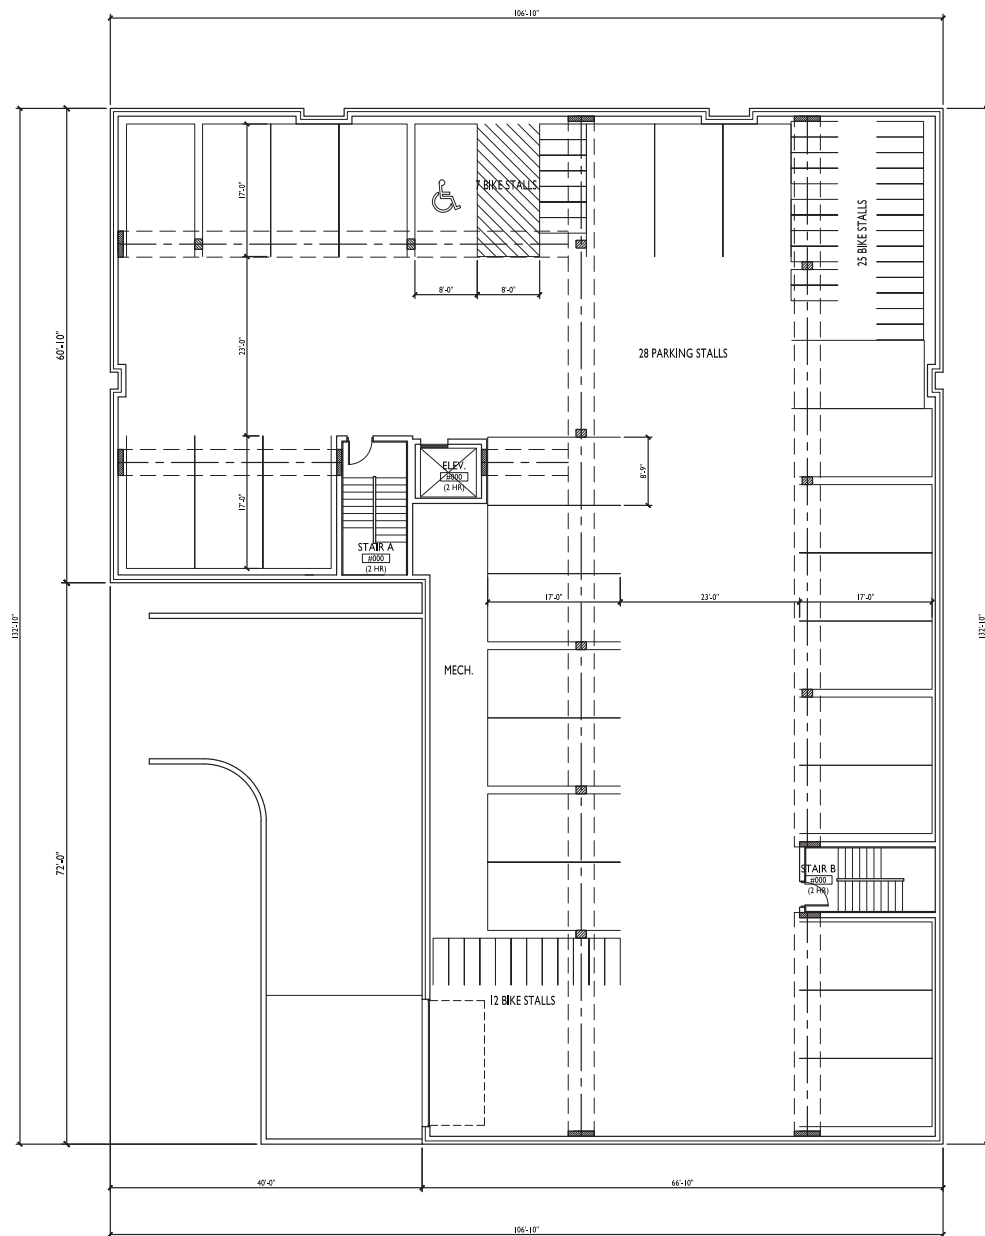 106'-10"
17'-0"
7 BIKE STALLS
25 BIKE STALLS
8'-0"
8'-0"
60'-10"
23'-0"
28 PARKING STALLS
ELEV.
#000
(2 HR)
8'-9"
17'-0"
STAIR A
#000
(2 HR)
17'-0"
23'-0"
17'-0"
132'-10"
132'-10"
MECH.
72'-0"
STAIR B
#000
(2 HR)
12 BIKE STALLS
40'-0"
66'-10"
106'-10"